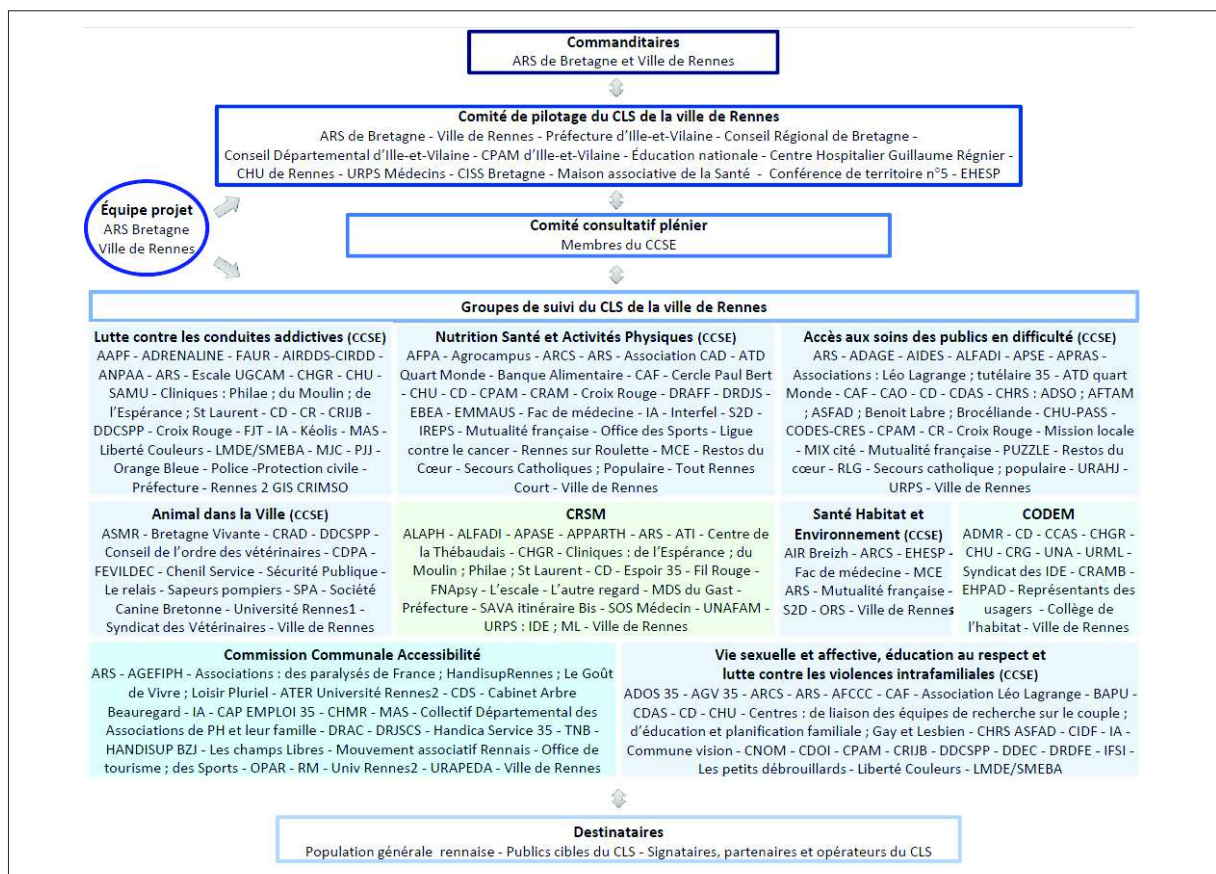 Commanditaires
ARS de Bretagne et Ville de Rennes
Comité de pilotage du CLS de la ville de Rennes
ARS de Bretagne - Ville de Rennes - Préfecture d’Ille-et-Vilaine - Conseil Régional de Bretagne -
Conseil Départemental d’Ille-et-Vilaine - CPAM d’Ille-et-Vilaine - Éducation nationale - Centre Hospitalier Guillaume Régnier -
CHU de Rennes - URPS Médecins - CISS Bretagne - Maison associative de la Santé - Conférence de territoire n°5 - EHESP
Équipe projet
ARS Bretagne
Ville de Rennes
Comité consultatif plénier
Membres du CCSE
Groupes de suivi du CLS de la ville de Rennes
Lutte contre les conduites addictives (CCSE)
AAPF - ADRENALINE - FAUR - AIRDDS-CIRDD -
ANPAA - ARS - Escale UGCAM - CHGR - CHU -
SAMU - Cliniques : Philae ; du Moulin ; de
l’Espérance ; St Laurent - CD - CR - CRIJB -
DDCSPP - Croix Rouge - FJT - IA - Kéolis - MAS -
Liberté Couleurs - LMDE/SMEBA - MJC - PJJ -
Orange Bleue - Police -Protection civile -
Préfecture - Rennes 2 GIS CRIMSO
Nutrition Santé et Activités Physiques (CCSE)
AFPA - Agrocampus - ARCS - ARS - Association CAD - ATD
Quart Monde - Banque Alimentaire - CAF - Cercle Paul Bert
- CHU - CD - CPAM - CRAM - Croix Rouge - DRAFF - DRDJS -
EBEA - EMMAUS - Fac de médecine - IA - Interfel - S2D -
IREPS - Mutualité française - Office des Sports - Ligue
contre le cancer - Rennes sur Roulette - MCE - Restos du
Cœur - Secours Catholiques ; Populaire - Tout Rennes
Court - Ville de Rennes
Accès aux soins des publics en difficulté (CCSE)
ARS - ADAGE - AIDES - ALFADI - APSE - APRAS -
Associations : Léo Lagrange ; tutélaire 35 - ATD quart
Monde - CAF - CAO - CD - CDAS - CHRS : ADSO ; AFTAM
; ASFAD ; Benoit Labre ; Brocéliande - CHU-PASS -
CODES-CRES - CPAM - CR - Croix Rouge - Mission locale
- MIX cité - Mutualité française - PUZZLE - Restos du
cœur - RLG - Secours catholique ; populaire - URAHJ -
URPS - Ville de Rennes
Animal dans la Ville (CCSE)
ASMR - Bretagne Vivante - CRAD - DDCSPP -
Conseil de l’ordre des vétérinaires - CDPA -
FEVILDEC - Chenil Service - Sécurité Publique -
Le relais - Sapeurs pompiers - SPA - Société
Canine Bretonne - Université Rennes1 -
Syndicat des Vétérinaires - Ville de Rennes
CRSM
ALAPH - ALFADI - APASE - APPARTH - ARS - ATI - Centre de
la Thébaudais - CHGR - Cliniques : de l’Espérance ; du
Moulin ; Philae ; St Laurent - CD - Espoir 35 - Fil Rouge -
FNApsy - L’escale - L’autre regard - MDS du Gast -
Préfecture - SAVA itinéraire Bis - SOS Médecin - UNAFAM -
URPS : IDE ; ML - Ville de Rennes
Santé Habitat et
Environnement (CCSE)
AIR Breizh - ARCS - EHESP -
Fac de médecine - MCE
ARS - Mutualité française -
S2D - ORS - Ville de Rennes
CODEM
ADMR - CD - CCAS - CHGR -
CHU - CRG - UNA - URML -
Syndicat des IDE - CRAMB -
EHPAD - Représentants des
usagers - Collège de
l’habitat - Ville de Rennes
Commission Communale Accessibilité
ARS - AGEFIPH - Associations : des paralysés de France ; HandisupRennes ; Le Goût
de Vivre ; Loisir Pluriel - ATER Université Rennes2 - CDS - Cabinet Arbre
Beauregard - IA - CAP EMPLOI 35 - CHMR - MAS - Collectif Départemental des
Associations de PH et leur famille - DRAC - DRJSCS - Handica Service 35 - TNB -
HANDISUP BZJ - Les champs Libres - Mouvement associatif Rennais - Office de
tourisme ; des Sports - OPAR - RM - Univ Rennes2 - URAPEDA - Ville de Rennes
Vie sexuelle et affective, éducation au respect et
lutte contre les violences intrafamiliales (CCSE)
ADOS 35 - AGV 35 - ARCS - ARS - AFCCC - CAF - Association Léo Lagrange - BAPU -
CDAS - CD - CHU - Centres : de liaison des équipes de recherche sur le couple ;
d’éducation et planification familiale ; Gay et Lesbien - CHRS ASFAD - CIDF - IA -
Commune vision - CNOM - CDOI - CPAM - CRIJB - DDCSPP - DDEC - DRDFE - IFSI -
Les petits débrouillards - Liberté Couleurs - LMDE/SMEBA
Destinataires
Population générale rennaise - Publics cibles du CLS - Signataires, partenaires et opérateurs du CLS